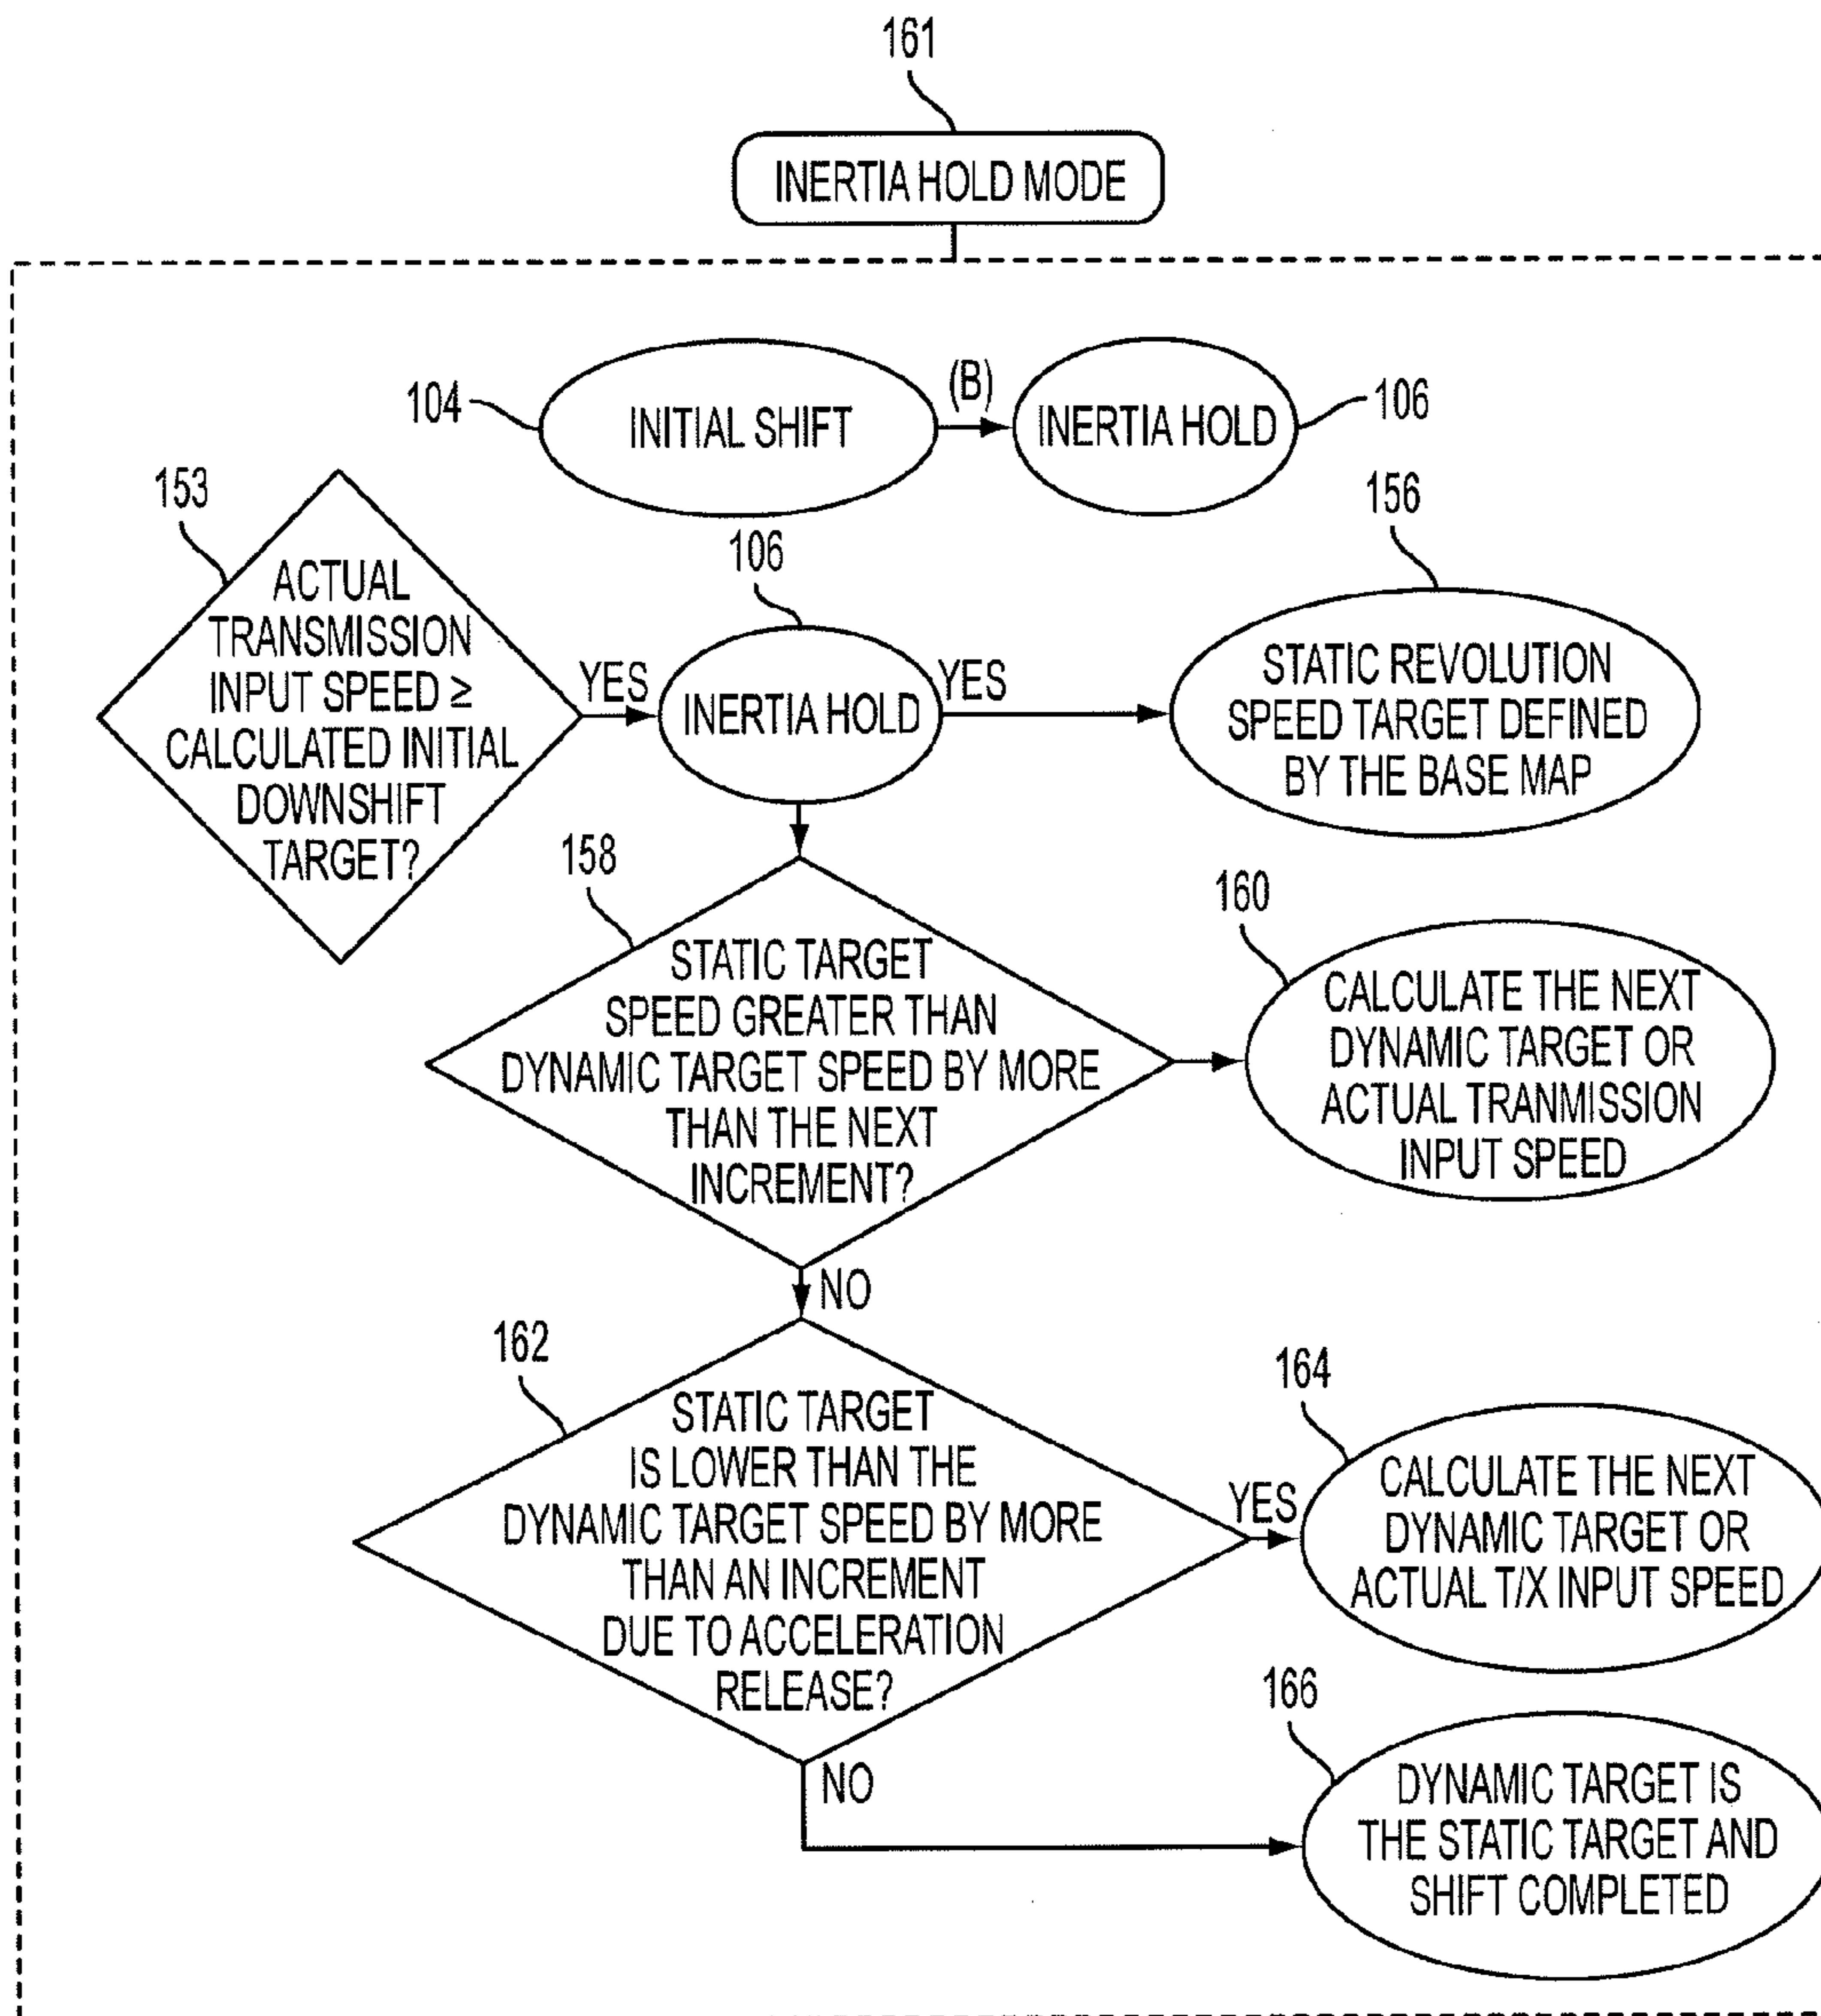 161
INERTIA HOLD MODE
104
INITIAL SHIFT
(B)
INERTIA HOLD
106
153
ACTUAL
TRANSMISSION
INPUT SPEED ≥
CALCULATED INITIAL
DOWNSHIFT
TARGET?
YES
106
INERTIA HOLD
YES
156
STATIC REVOLUTION
SPEED TARGET DEFINED
BY THE BASE MAP
158
STATIC TARGET
SPEED GREATER THAN
DYNAMIC TARGET SPEED BY MORE
THAN THE NEXT
INCREMENT?
160
CALCULATE THE NEXT
DYNAMIC TARGET OR
ACTUAL TRANMISSION
INPUT SPEED
NO
162
STATIC TARGET
IS LOWER THAN THE
DYNAMIC TARGET SPEED BY MORE
THAN AN INCREMENT
DUE TO ACCELERATION
RELEASE?
YES
164
CALCULATE THE NEXT
DYNAMIC TARGET OR
ACTUAL T/X INPUT SPEED
NO
166
DYNAMIC TARGET IS
THE STATIC TARGET AND
SHIFT COMPLETED